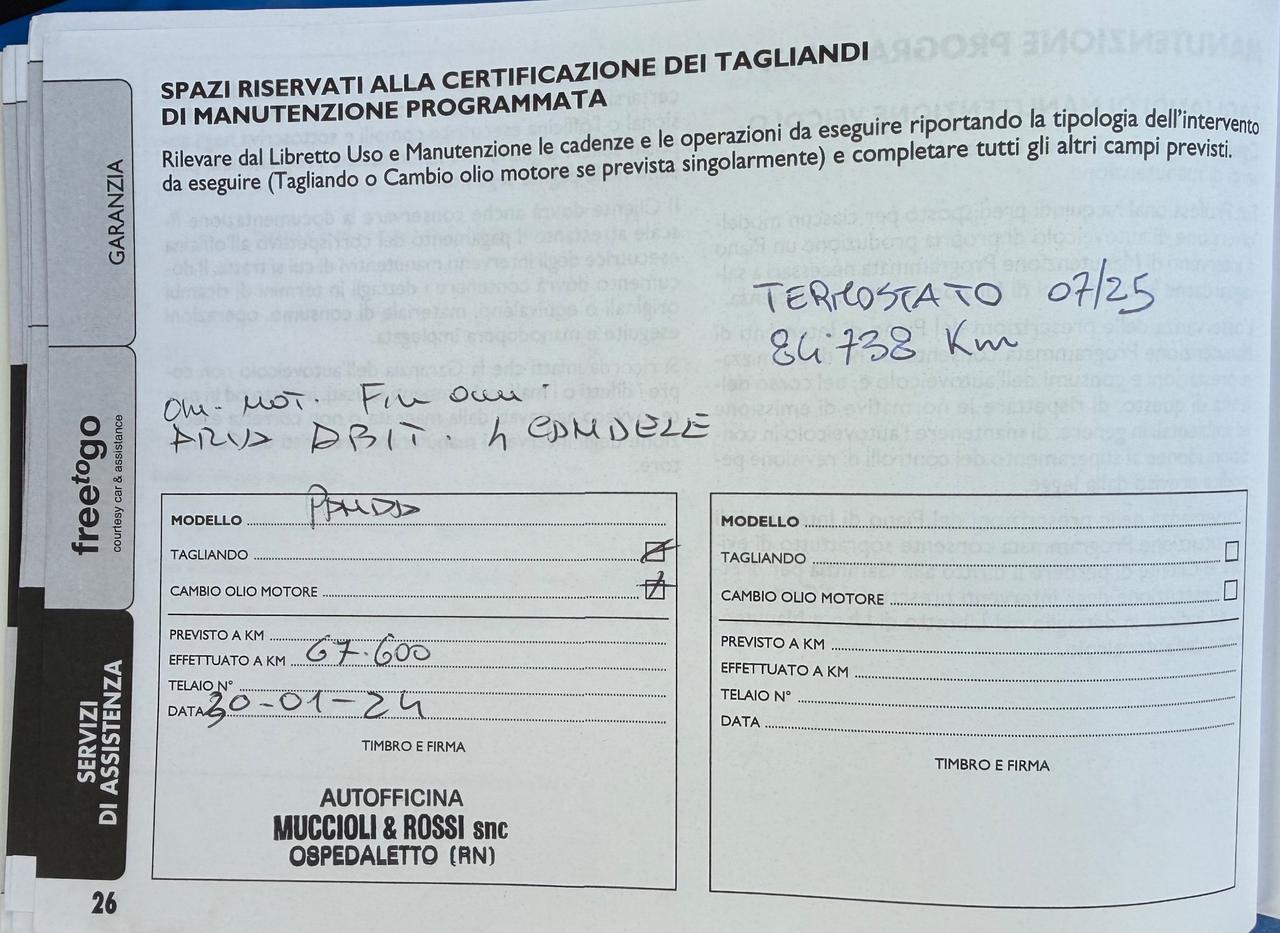 SPAZI RISERVATI ALLA CERTIFICAZIONE DEI TAGLIANDI
DI MANUTENZIONE PROGRAMMATA
Rilevare dal Libretto Uso e Manutenzione le cadenze e le operazioni da eseguire riportando la tipologia dell'intervento
da eseguire (Tagliando o Cambio olio motore se prevista singolarmente) e completare tutti gli altri campi previsti.
GARANZIA
freetogo
courtesy car & assistance
SERVIZI
DI ASSISTENZA
TERMOSTATO 07/25
84738 Km
MOT.
ARIA ABIT 4 CANDELE
MODELLO PANDA
TAGLIANDO
CAMBIO OLIO MOTORE
PREVISTO A KM
EFFETTUATO A KM 67.600
TELAIO N°
DATA 30-01-24
TIMBRO E FIRMA
AUTOFFICINA
MUCCIOLI & ROSSI snc
OSPEDALETTO (RN)
MODELLO
TAGLIANDO
CAMBIO OLIO MOTORE
PREVISTO A KM
EFFETTUATO A KM
TELAIO N°
DATA
TIMBRO E FIRMA
26